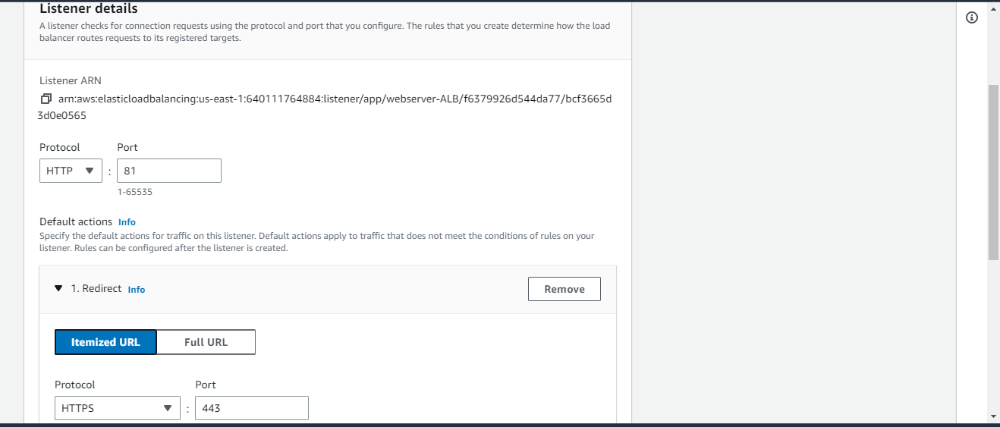 Listener details
A listener checks for connection requests using the protocol and port that you configure. The rules that you create determine how the load
balancer routes requests to its registered targets.
Listener ARN
arn:aws:elasticloadbalancing:us-east-1:640111764884:listener/app/webserver-ALB/f6379926d544da77/bcf3665d
3d0e0565
Protocol Port
HTTP : 81
1-65535
Default actions Info
Specify the default actions for traffic on this listener. Default actions apply to traffic that does not meet the conditions of rules on your
listener. Rules can be configured after the listener is created.
1. Redirect Info Remove
Itemized URL Full URL
Protocol Port
HTTPS : 443